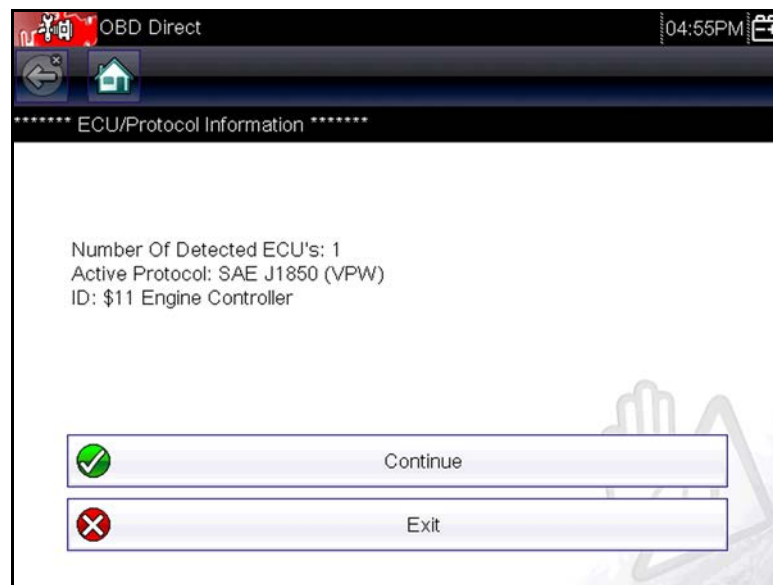 OBD Direct
04:55PM
******* ECU/Protocol Information *******
Number Of Detected ECU's: 1
Active Protocol: SAE J1850 (VPW)
ID: $11 Engine Controller
Continue
Exit